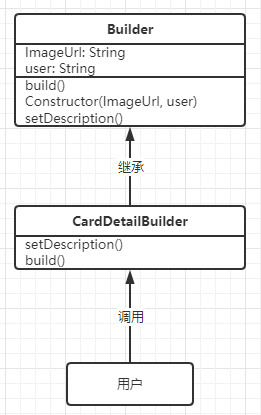 Builder
ImageUrl: String
user: String
build()
Constructor(ImageUrl, user)
setDescription()
继承
CardDetailBuilder
setDescription()
build()
调用
用户